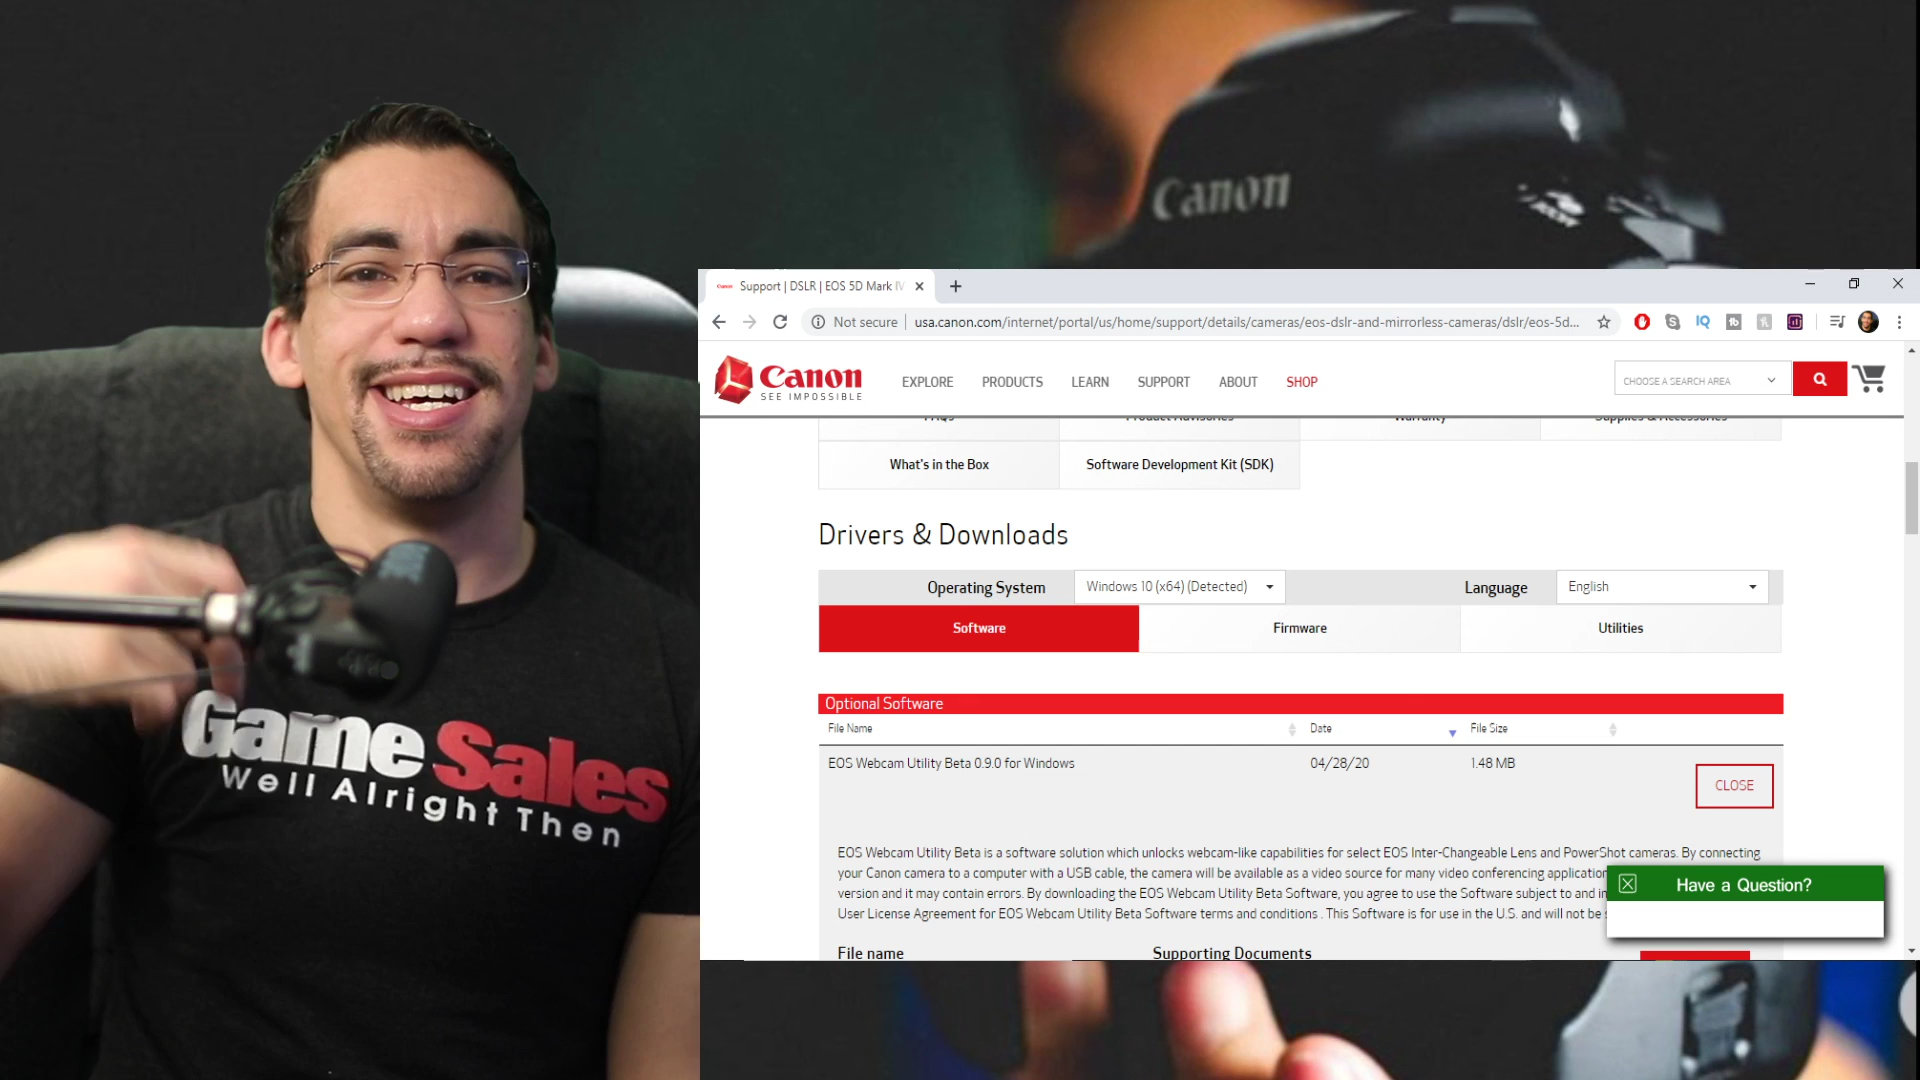 Canon
Support | DSLR | EOS 5D Mark IV
Not secure
usa.canon.com/internet/portal/us/home/support/details/cameras/eos-dslr-and-mirrorless-cameras/dslr/eos-5d...
IQ
Canon
SEE IMPOSSIBLE
EXPLORE PRODUCTS LEARN SUPPORT ABOUT SHOP
CHOOSE A SEARCH AREA
FAQs Product Advisories Warranty Supplies & Accessories
What's in the Box Software Development Kit (SDK)
Drivers & Downloads
Operating System Windows 10 (x64) (Detected) Language English
Software Firmware Utilities
Optional Software
File Name Date File Size
EOS Webcam Utility Beta 0.9.0 for Windows 04/28/20 1.48 MB
CLOSE
EOS Webcam Utility Beta is a software solution which unlocks webcam-like capabilities for select EOS Inter-Changeable Lens and PowerShot cameras. By connecting
your Canon camera to a computer with a USB cable, the camera will be available as a video source for many video conferencing
version and it may contain errors. By downloading the EOS Webcam Utility Beta Software, you agree to use the Software subject to and
User License Agreement for EOS Webcam Utility Beta Software terms and conditions . This Software is for use in the U.S. and will not be
Have a Question?
File name Supporting Documents
GameSales
Well Alright Then